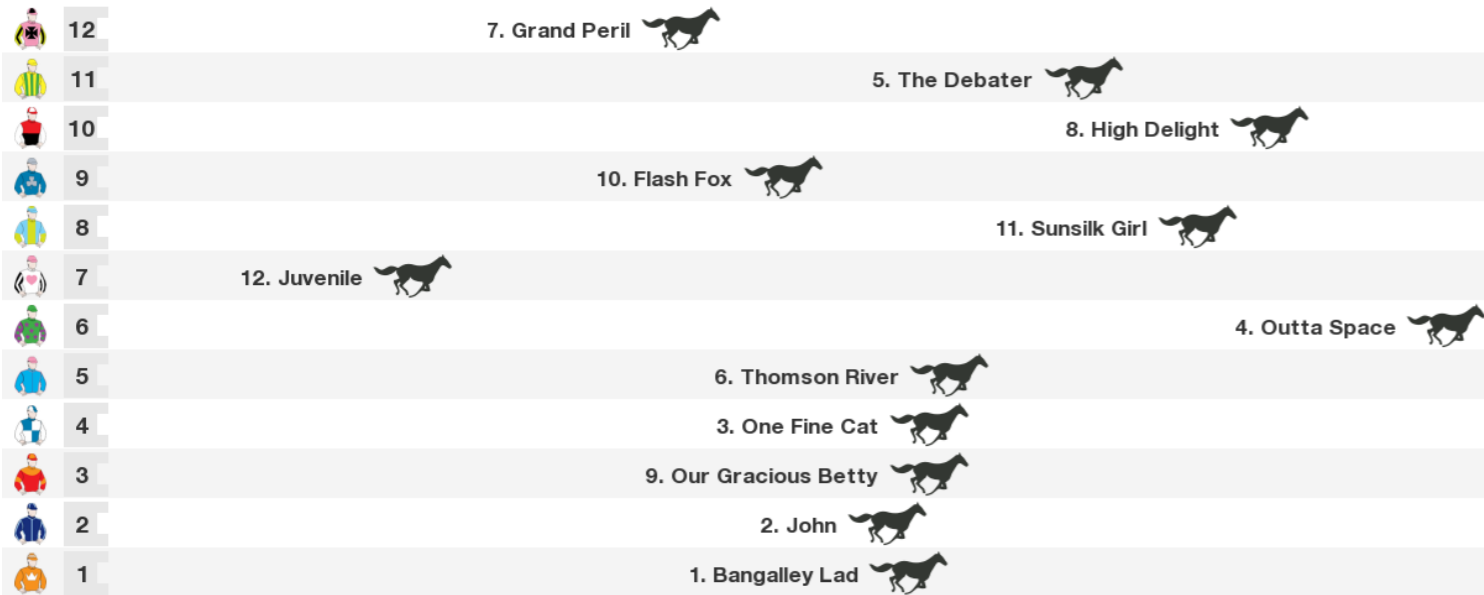 12 7. Grand Peril
11 5. The Debater
10 8. High Delight
9 10. Flash Fox
8 11. Sunsilk Girl
7 12. Juvenile
6 4. Outta Space
5 6. Thomson River
4 3. One Fine Cat
3 9. Our Gracious Betty
2 2. John
1 1. Bangalley Lad